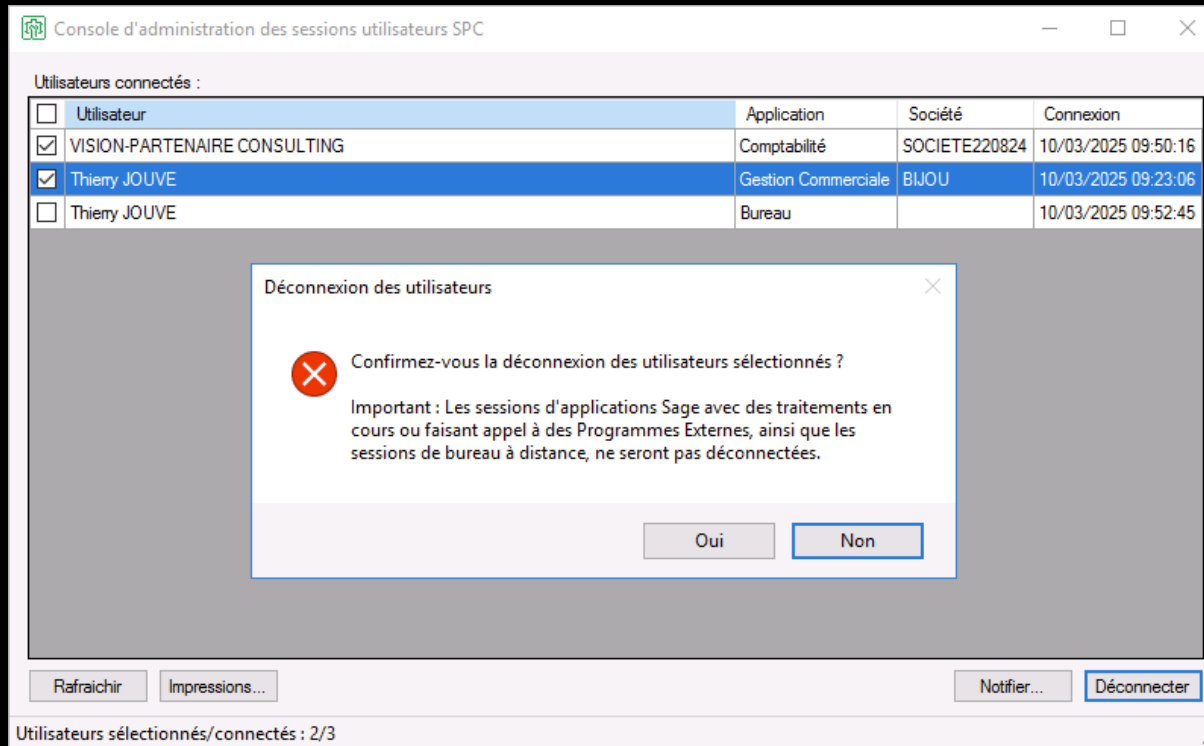 Console d'administration des sessions utilisateurs SPC
Utilisateurs connectés :
Utilisateur Application Société Connexion
VISION-PARTENAIRE CONSULTING Comptabilité SOCIETE220824 10/03/2025 09:50:16
Thierry JOUVE Gestion Commerciale BIJOU 10/03/2025 09:23:06
Thierry JOUVE Bureau 10/03/2025 09:52:45
Déconnexion des utilisateurs
Confirmez-vous la déconnexion des utilisateurs sélectionnés ?
Important : Les sessions d'applications Sage avec des traitements en
cours ou faisant appel à des Programmes Externes, ainsi que les
sessions de bureau à distance, ne seront pas déconnectées.
Oui Non
Rafraichir Impressions... Notifier... Déconnecter
Utilisateurs sélectionnés/connectés : 2/3